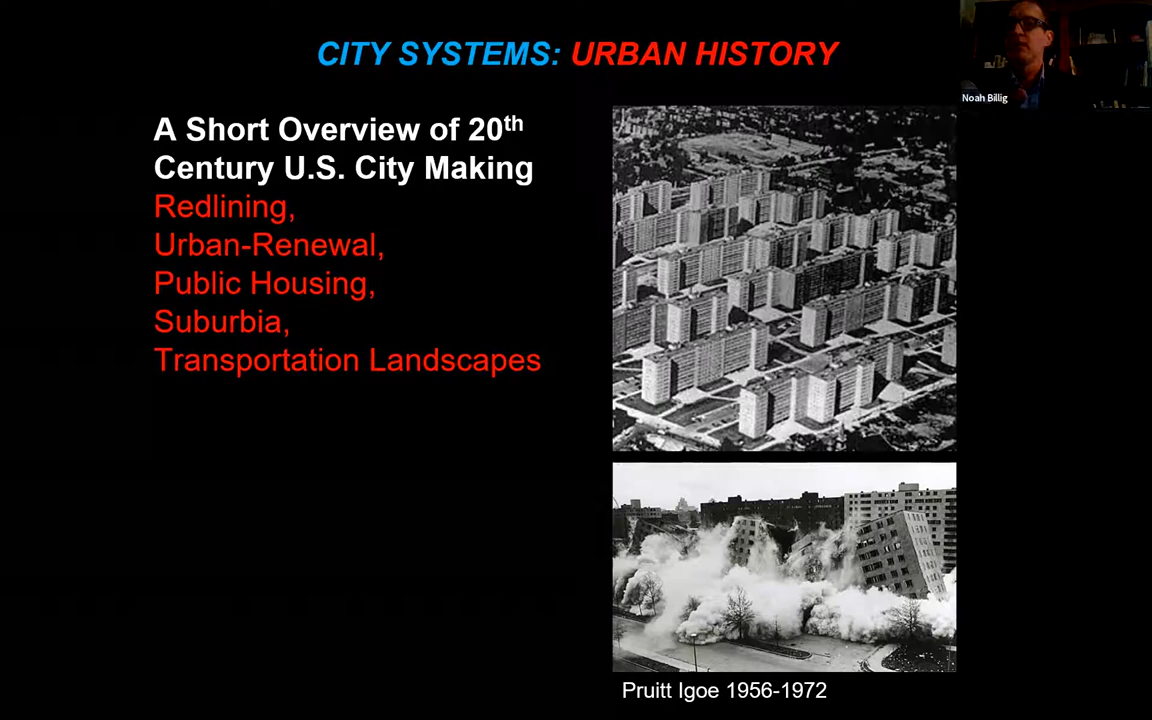 CITY SYSTEMS: URBAN HISTORY
Noah Billig
A Short Overview of 20th
Century U.S. City Making
Redlining,
Urban-Renewal,
Public Housing,
Suburbia,
Transportation Landscapes
Pruitt Igoe 1956-1972